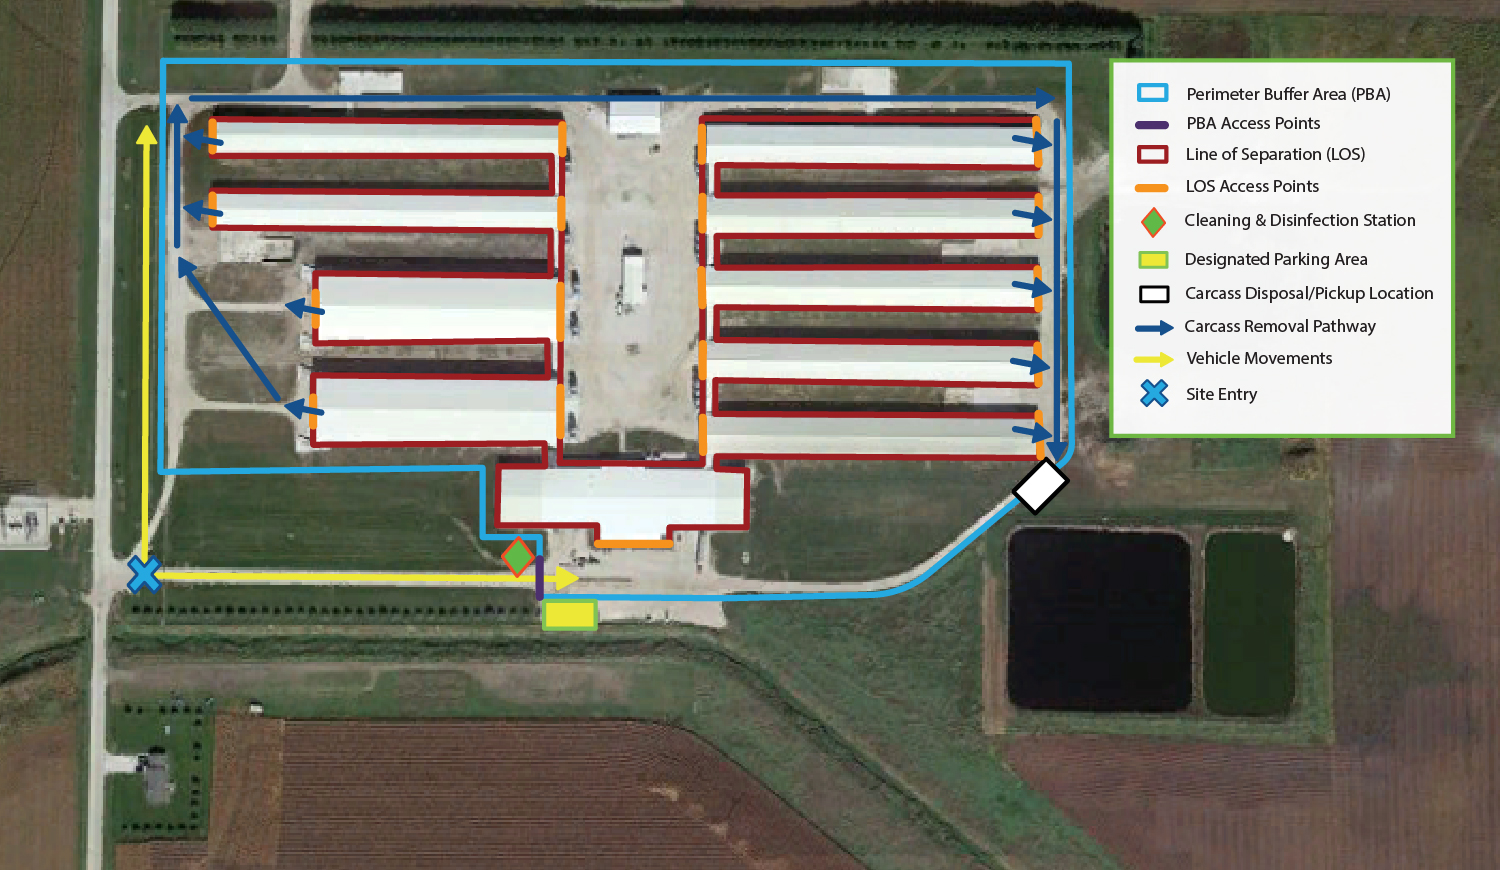 Perimeter Buffer Area (PBA)
PBA Access Points
Line of Separation (LOS)
LOS Access Points
Cleaning & Disinfection Station
Designated Parking Area
Carcass Disposal/Pickup Location
Carcass Removal Pathway
Vehicle Movements
Site Entry